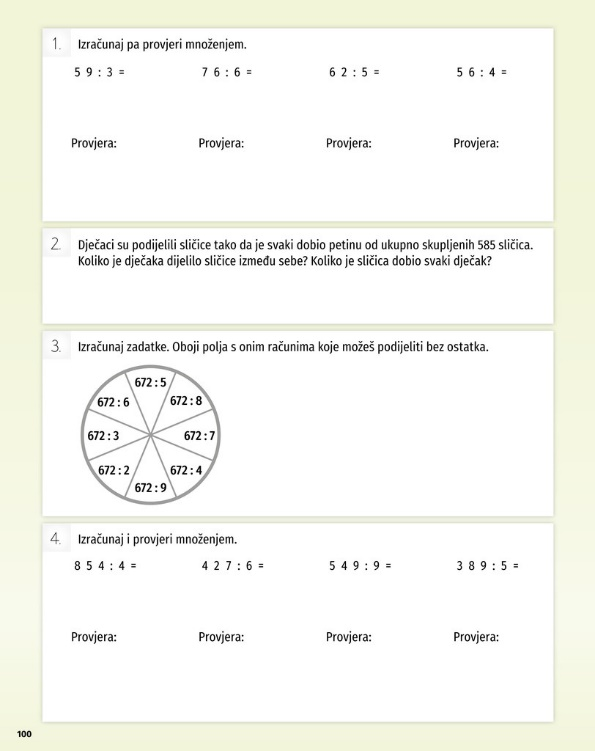 1. Izračunaj pa provjeri množenjem.
5 9 : 3 = 7 6 : 6 = 6 2 : 5 = 5 6 : 4 =
Provjera: Provjera: Provjera: Provjera:
2. Dječaci su podijelili sličice tako da je svaki dobio petinu od ukupno skupljenih 585 sličica.
Koliko je dječaka dijelilo sličice između sebe? Koliko je sličica dobio svaki dječak?
3. Izračunaj zadatke. Oboji polja s onim računima koje možeš podijeliti bez ostatka.
672 : 5
672 : 6 672 : 8
672 : 3 672 : 7
672 : 2 672 : 4
672 : 9
4. Izračunaj i provjeri množenjem.
8 5 4 : 4 = 4 2 7 : 6 = 5 4 9 : 9 = 3 8 9 : 5 =
Provjera: Provjera: Provjera: Provjera:
100